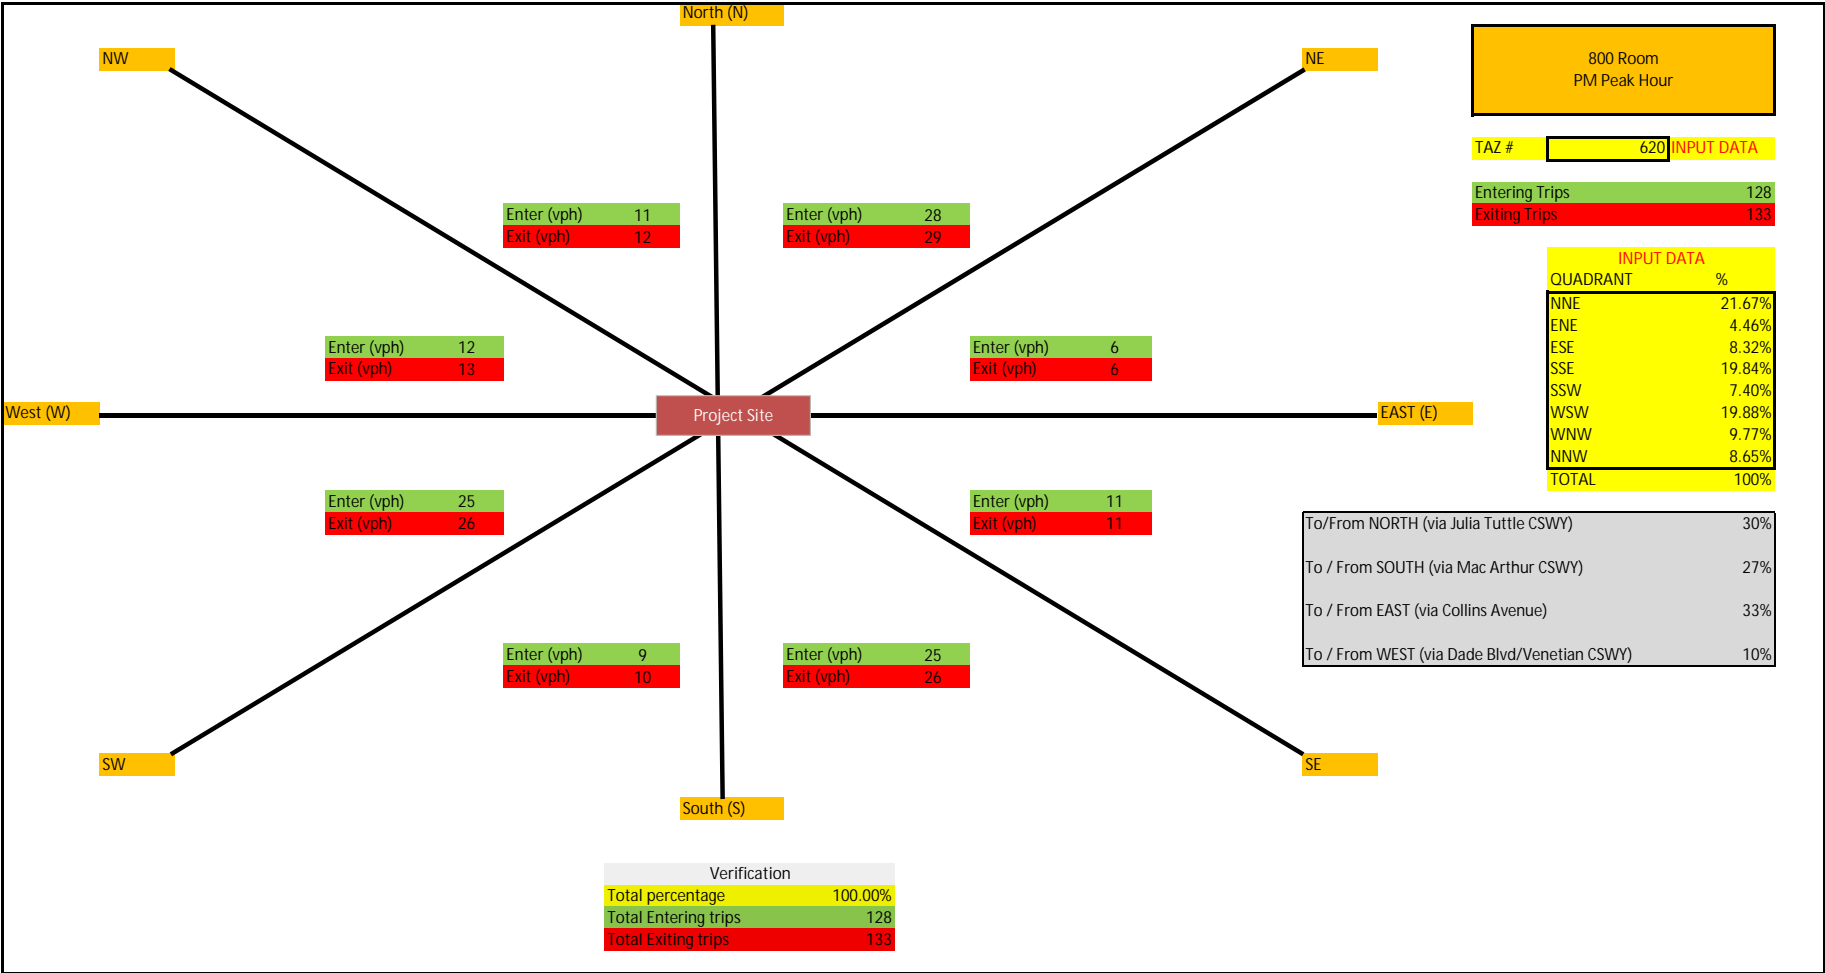 North (N)
NW
NE
800 Room
PM Peak Hour
TAZ # 620 INPUT DATA
Entering Trips 128
Exiting Trips 133
Enter (vph) 11
Exit (vph) 12
Enter (vph) 28
Exit (vph) 29
INPUT DATA
QUADRANT %
NNE 21.67%
ENE 4.46%
ESE 8.32%
SSE 19.84%
SSW 7.40%
WSW 19.88%
WNW 9.77%
NNW 8.65%
TOTAL 100%
Enter (vph) 12
Exit (vph) 13
Enter (vph) 6
Exit (vph) 6
West (W)
Project Site
EAST (E)
Enter (vph) 25
Exit (vph) 26
Enter (vph) 11
Exit (vph) 11
To/From NORTH (via Julia Tuttle CSWY) 30%
To / From SOUTH (via Mac Arthur CSWY) 27%
To / From EAST (via Collins Avenue) 33%
To / From WEST (via Dade Blvd/Venetian CSWY) 10%
Enter (vph) 9
Exit (vph) 10
Enter (vph) 25
Exit (vph) 26
SW
SE
South (S)
Verification
Total percentage 100.00%
Total Entering trips 128
Total Exiting trips 133